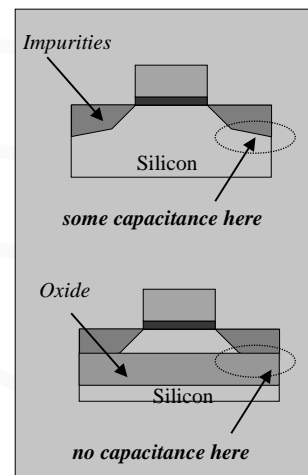 Impurities
Silicon
some capacitance here
Oxide
Silicon
no capacitance here